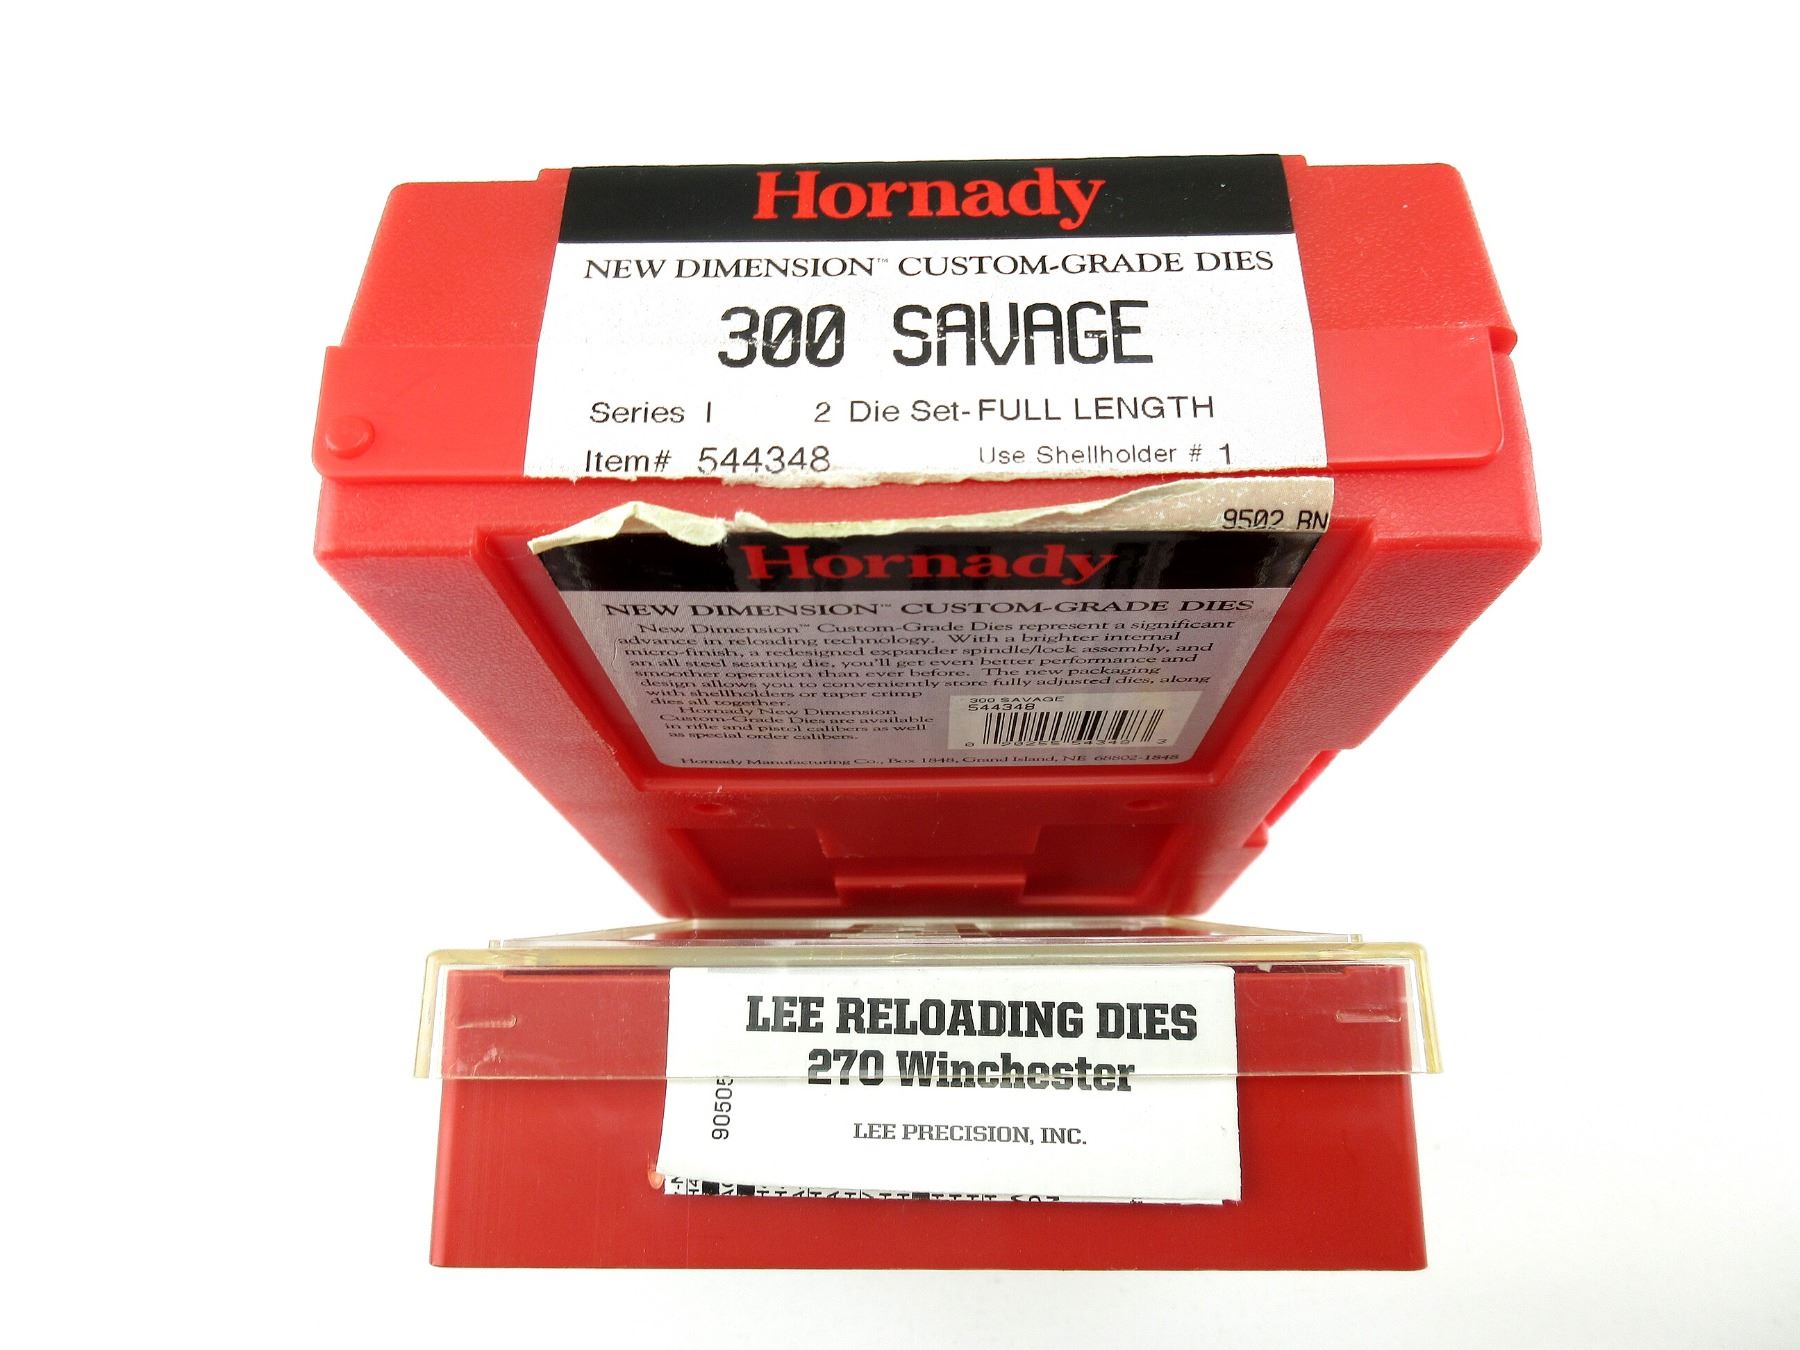 Hornady
NEW DIMENSION™ CUSTOM-GRADE DIES
300 SAVAGE
Series I 2 Die Set- FULL LENGTH
Item# 544348 Use Shellholder # 1
9502 BN
Hornady
NEW DIMENSION™ CUSTOM-GRADE DIES
New Dimension™ Custom-Grade Dies represent a significant
advance in reloading technology. With a brighter internal
micro-finish, a redesigned expander spindle/lock assembly, and
an all steel seating die, you'll get even better performance and
smoother operation than ever before. The new packaging
design allows you to conveniently store fully adjusted dies, along
with shellholders or taper crimp
dies all together.
Hornady New Dimension
Custom-Grade Dies are available
in rifle and pistol calibers as well
as special order calibers.
300 SAVAGE
544348
Hornady Manufacturing Co., Box 1848, Grand Island, NE 68802-1848
LEE RELOADING DIES
270 Winchester
90505
LEE PRECISION, INC.